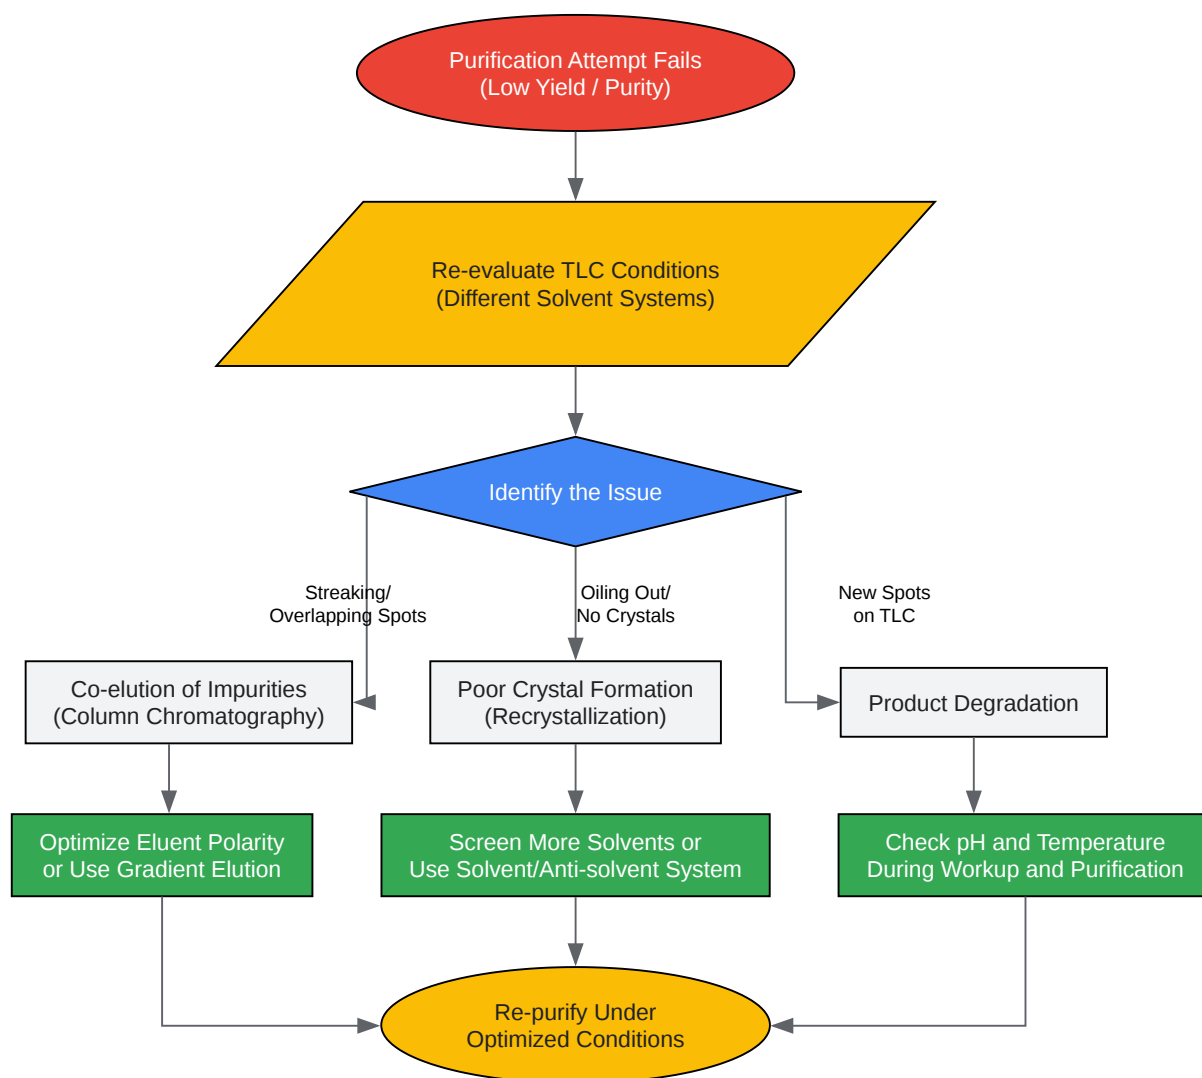 Purification Attempt Fails
(Low Yield / Purity)
Re-evaluate TLC Conditions
(Different Solvent Systems)
Identify the Issue
Streaking/
Overlapping Spots
Oiling Out/
No Crystals
New Spots
on TLC
Co-elution of Impurities
(Column Chromatography)
Poor Crystal Formation
(Recrystallization)
Product Degradation
Optimize Eluent Polarity
or Use Gradient Elution
Screen More Solvents or
Use Solvent/Anti-solvent System
Check pH and Temperature
During Workup and Purification
Re-purify Under
Optimized Conditions